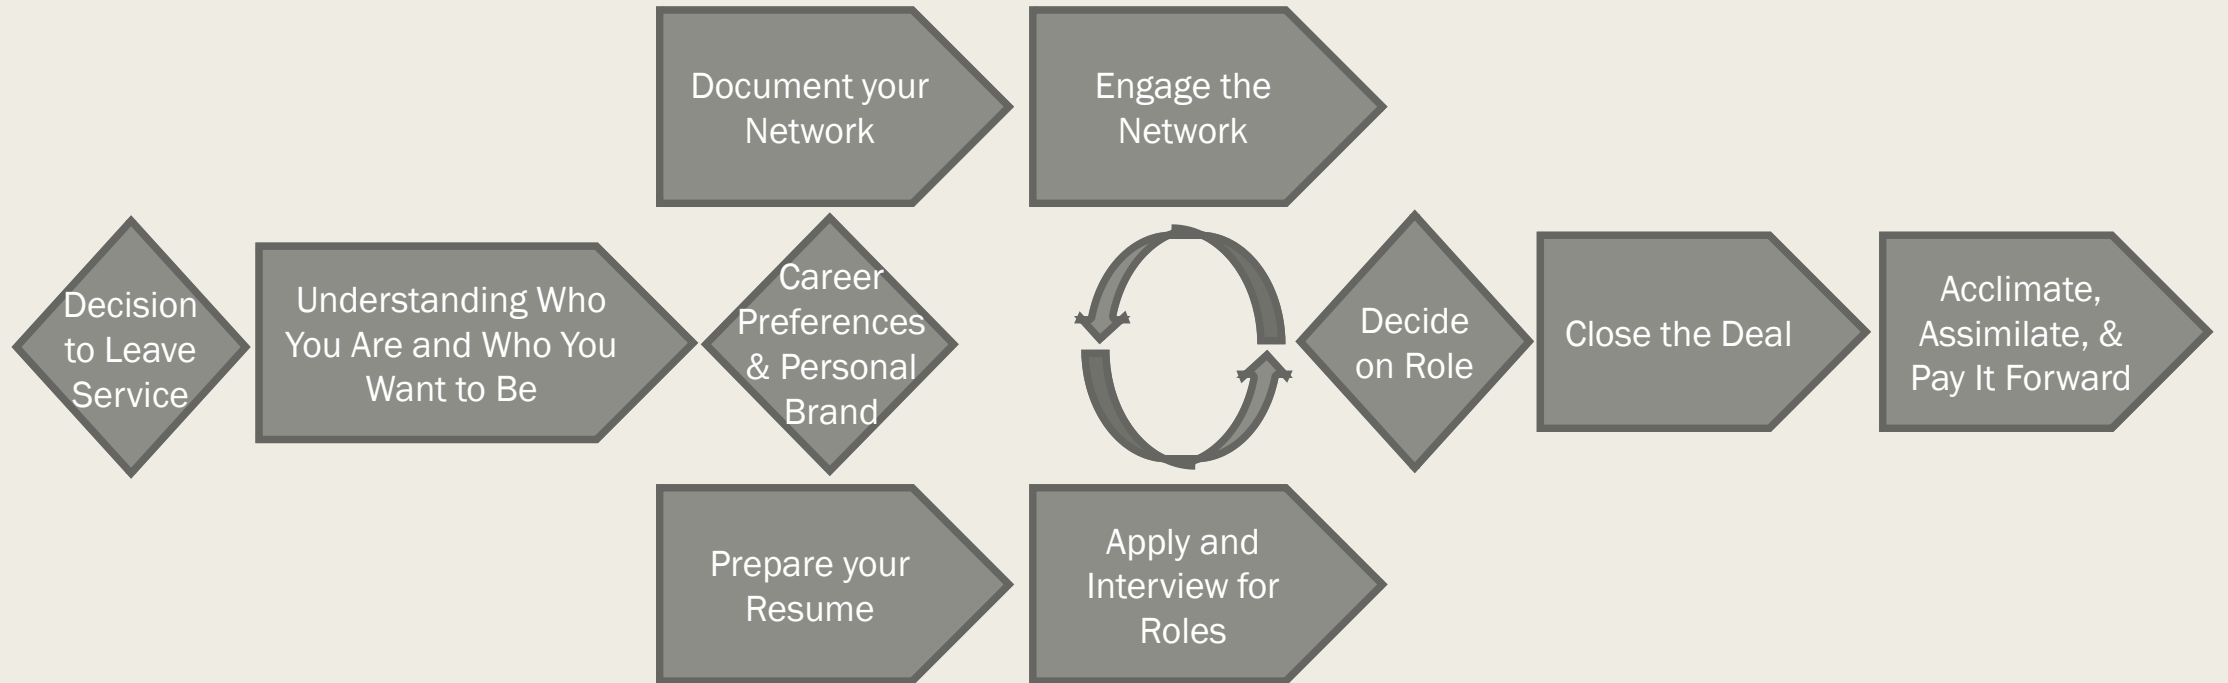 Document your
Network
Engage the
Network
Decision
to Leave
Service
Understanding Who
You Are and Who You
Want to Be
Career
Preferences
& Personal
Brand
Decide
on Role
Close the Deal
Acclimate,
Assimilate, &
Pay It Forward
Prepare your
Resume
Apply and
Interview for
Roles